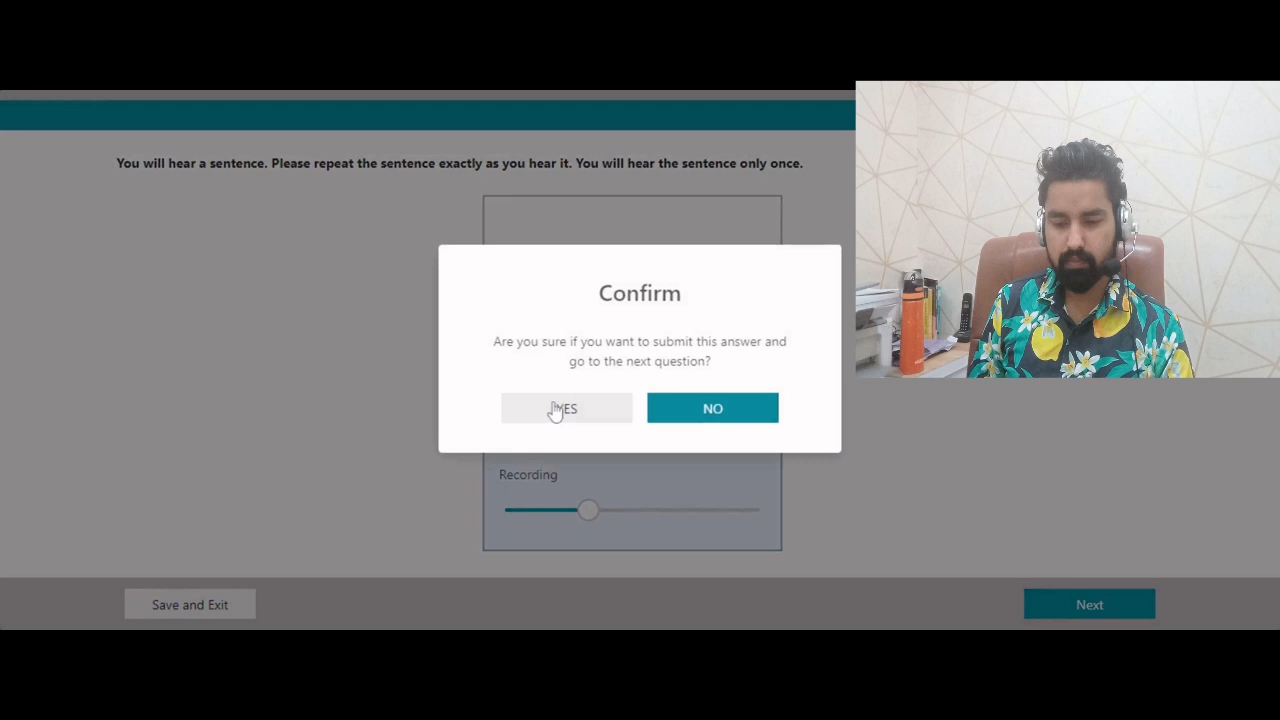 You will hear a sentence. Please repeat the sentence exactly as you hear it. You will hear the sentence only once.
Confirm
Are you sure if you want to submit this answer and
go to the next question?
YES
NO
Recording
Save and Exit
Next